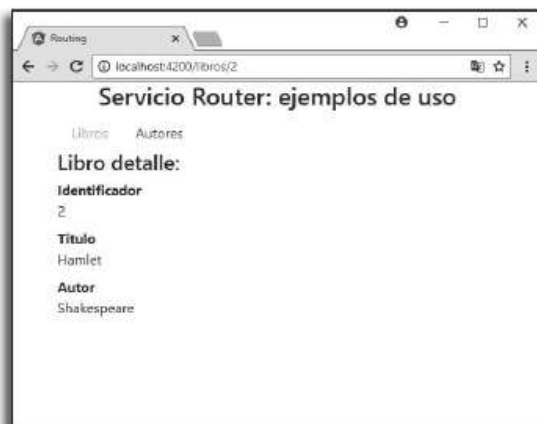 Routing
localhost:4200/libros/2
Servicio Router: ejemplos de uso
Libros Autores
Libro detalle:
Identificador
2
Titulo
Hamlet
Autor
Shakespeare